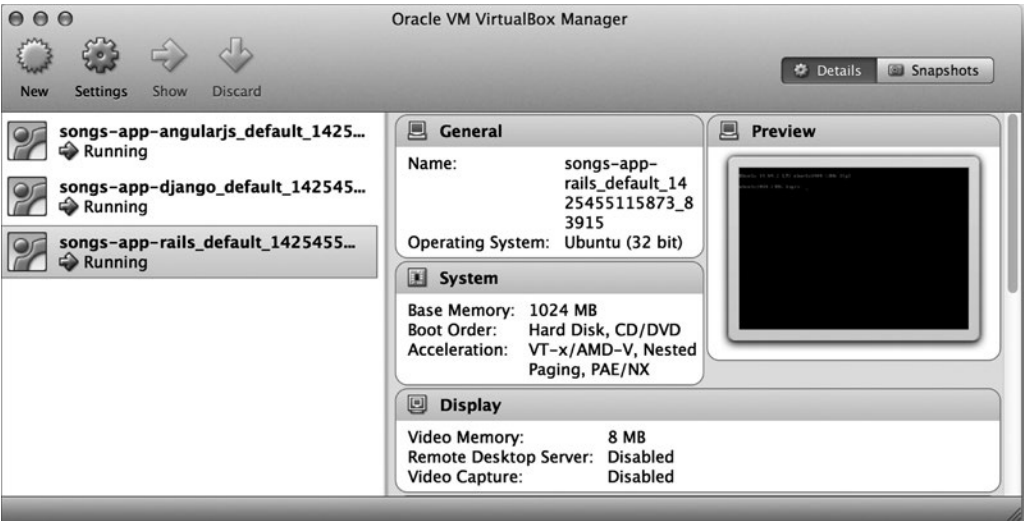 Oracle VM VirtualBox Manager
New Settings Show Discard
Details Snapshots
songs-app-angularjs_default_1425...
Running
songs-app-django_default_142545...
Running
songs-app-rails_default_1425455...
Running
General
Name: songs-app-
rails_default_14
25455115873_8
3915
Operating System: Ubuntu (32 bit)
System
Base Memory: 1024 MB
Boot Order: Hard Disk, CD/DVD
Acceleration: VT-x/AMD-V, Nested
Paging, PAE/NX
Preview
Display
Video Memory: 8 MB
Remote Desktop Server: Disabled
Video Capture: Disabled